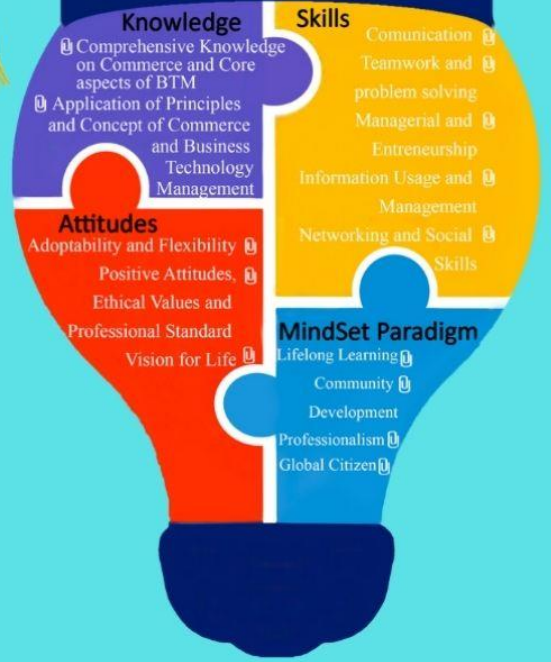 Knowledge
Comprehensive Knowledge
on Commerce and Core
aspects of BTM
Application of Principles
and Concept of Commerce
and Business
Technology
Management
Skills
Comunication
Teamwork and
problem solving
Managerial and
Entreneurship
Information Usage and
Management
Networking and Social
Skills
Attitudes
Adoptability and Flexibility
Positive Attitudes,
Ethical Values and
Professional Standard
Vision for Life
MindSet Paradigm
Lifelong Learning
Community
Development
Professionalism
Global Citizen